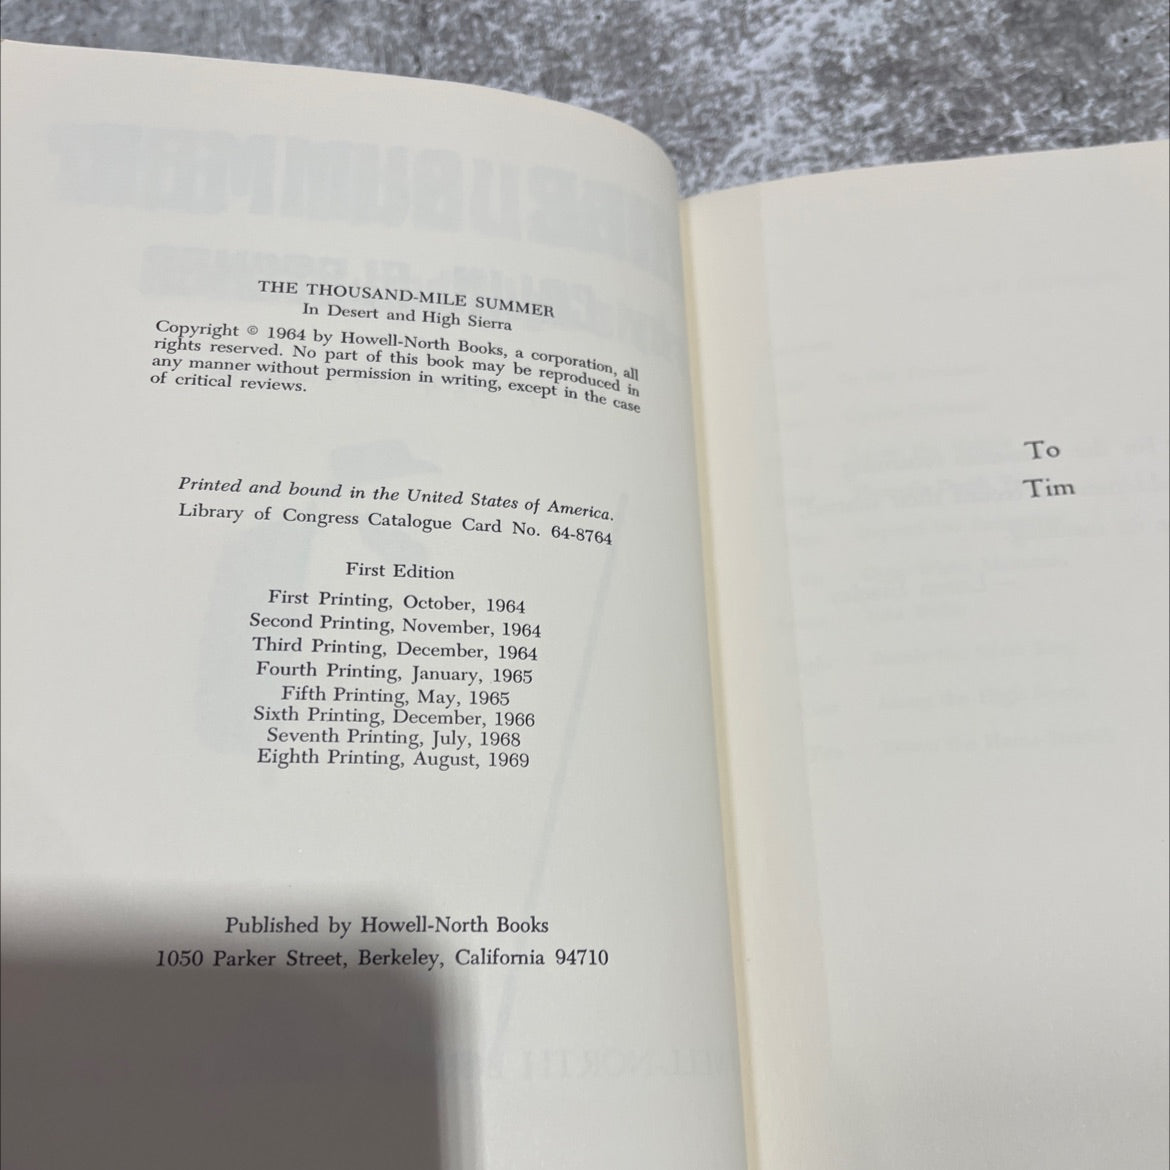 THE THOUSAND-MILE SUMMER
In Desert and High Sierra
Copyright © 1964 by Howell-North Books, a corporation, all
rights reserved. No part of this book may be reproduced in
any manner without permission in writing, except in the case
of critical reviews.
Printed and bound in the United States of America.
Library of Congress Catalogue Card No. 64-8764
First Edition
First Printing, October, 1964
Second Printing, November, 1964
Third Printing, December, 1964
Fourth Printing, January, 1965
Fifth Printing, May, 1965
Sixth Printing, December, 1966
Seventh Printing, July, 1968
Eighth Printing, August, 1969
Published by Howell-North Books
1050 Parker Street, Berkeley, California 94710
To
Tim